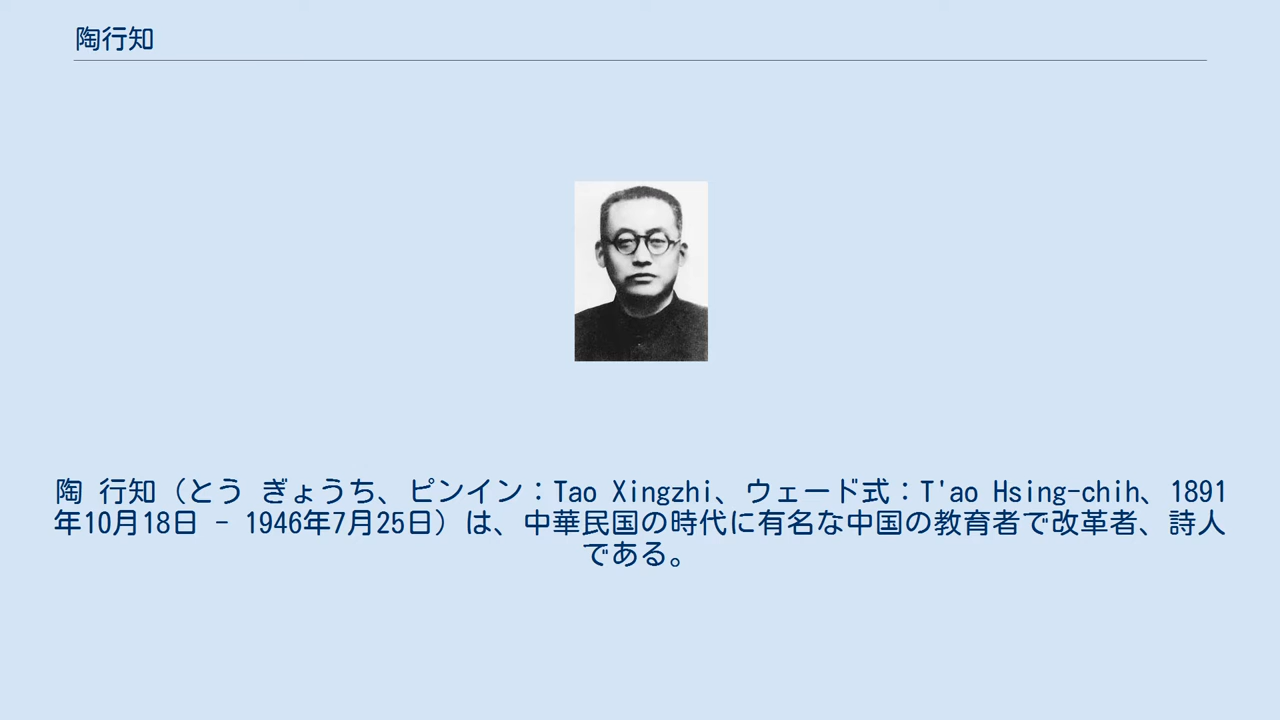 陶行知
陶 行知（とう ぎょうち、ピンイン：Tao Xingzhi、ウェード式：T'ao Hsing-chih、1891
年10月18日 - 1946年7月25日）は、中華民国の時代に有名な中国の教育者で改革者、詩人
である。